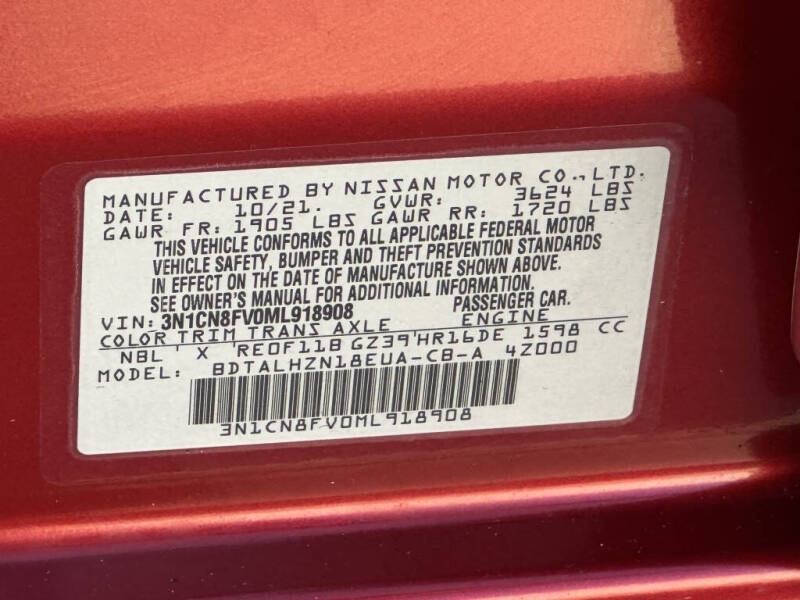 MANUFACTURED BY NISSAN MOTOR CO., LTD.
DATE: 10/21. GVWR: 3624 LBS
GAWR FR: 1905 LBS GAWR RR: 1720 LBS
THIS VEHICLE CONFORMS TO ALL APPLICABLE FEDERAL MOTOR
VEHICLE SAFETY, BUMPER AND THEFT PREVENTION STANDARDS
IN EFFECT ON THE DATE OF MANUFACTURE SHOWN ABOVE.
SEE OWNER'S MANUAL FOR ADDITIONAL INFORMATION.
VIN: 3N1CN8FV0ML918908 PASSENGER CAR.
COLOR TRIM TRANS AXLE ENGINE
NBL ' X 'RE0F11B GZ39'HR16DE 1598 CC
MODEL: BDTALHZN18EUA-CB-A 4Z000
3N1CN8FV0ML918908